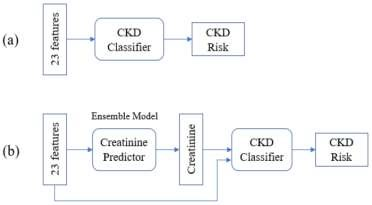 (a)
23 features
CKD
Classifier
CKD
Risk
(b)
23 features
Ensemble Model
Creatinine
Predictor
Creatinine
CKD
Classifier
CKD
Risk